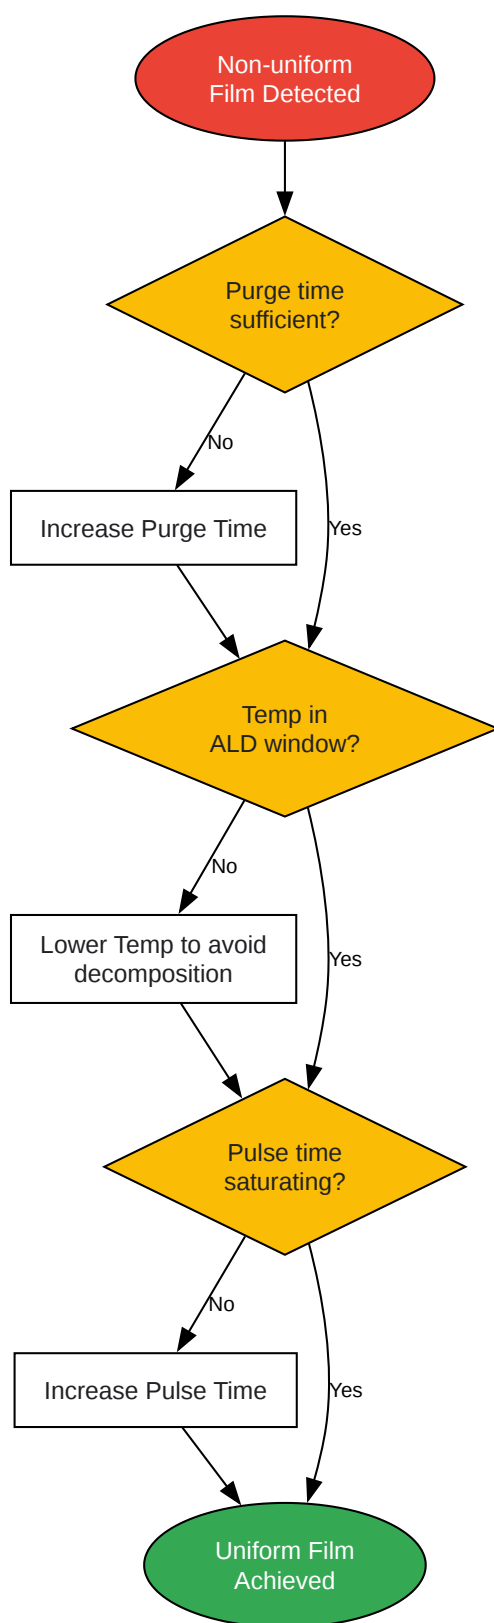 Non-uniform
Film Detected
Purge time
sufficient?
No
Increase Purge Time
Yes
Temp in
ALD window?
No
Lower Temp to avoid
decomposition
Yes
Pulse time
saturating?
No
Increase Pulse Time
Yes
Uniform Film
Achieved